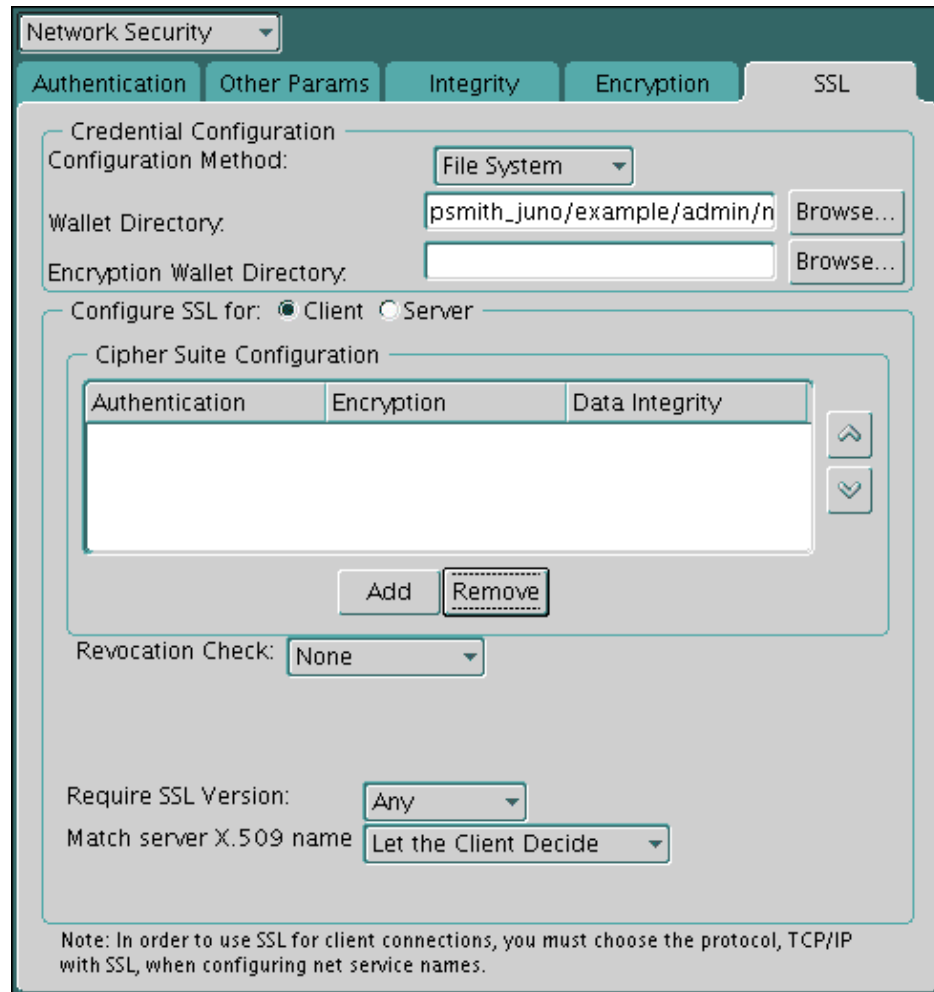 Network Security
Authentication Other Params Integrity Encryption SSL
Credential Configuration
Configuration Method: File System
Wallet Directory: psmith_juno/example/admin/n Browse...
Encryption Wallet Directory: Browse...
Configure SSL for: Client Server
Cipher Suite Configuration
Authentication Encryption Data Integrity
Add Remove
Revocation Check: None
Require SSL Version: Any
Match server X.509 name Let the Client Decide
Note: In order to use SSL for client connections, you must choose the protocol, TCP/IP
with SSL, when configuring net service names.